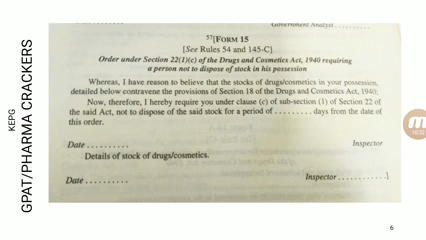 Government Analyst
57[FORM 15
[See Rules 54 and 145-C]
Order under Section 22(1)(c) of the Drugs and Cosmetics Act, 1940 requiring
a person not to dispose of stock in his possession
Whereas, I have reason to believe that the stocks of drugs/cosmetics in your possession,
detailed below contravene the provisions of Section 18 of the Drugs and Cosmetics Act, 1940;
Now, therefore, I hereby require you under clause (c) of sub-section (1) of Section 22 of
the said Act, not to dispose of the said stock for a period of ......... days from the date of
this order.
Date .......... Inspector
Details of stock of drugs/cosmetics.
Date .......... Inspector ...........]
KEPG
GPAT/PHARMA CRACKERS
6